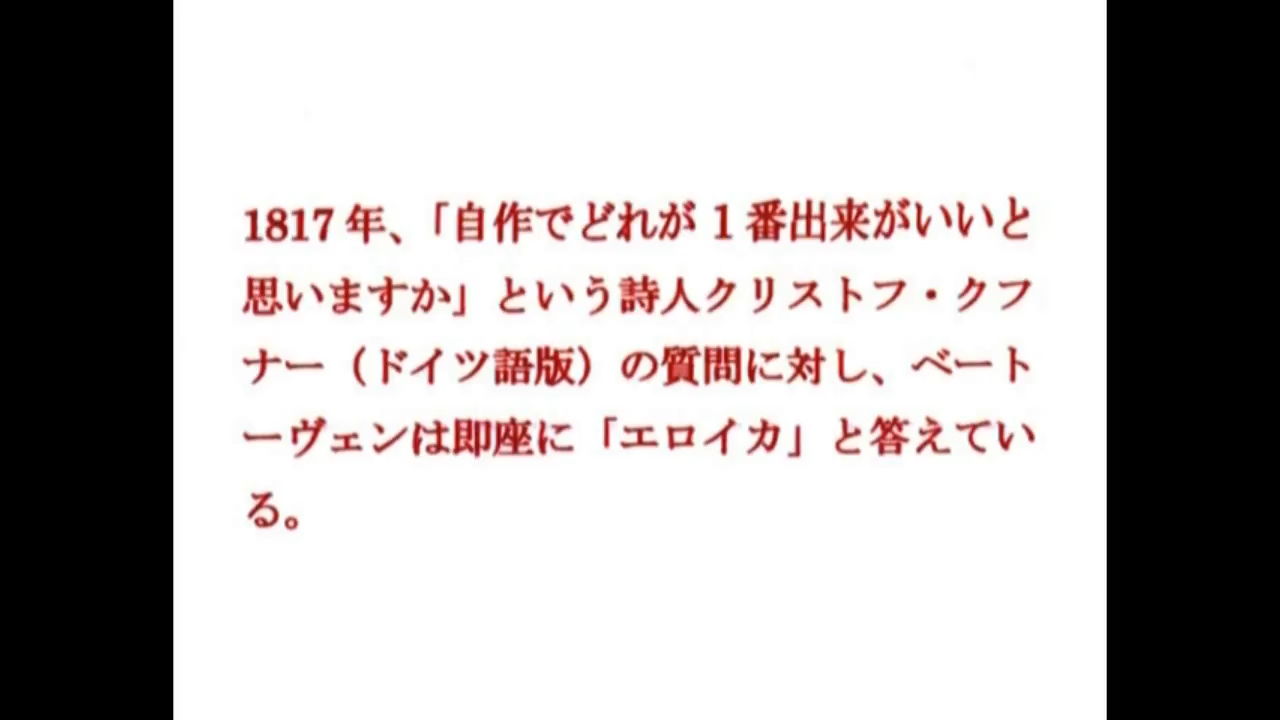 1817年、「自作でどれが1番出来がいいと
思いますか」という詩人クリストフ・クフ
ナー（ドイツ語版）の質問に対し、ベート
ーヴェンは即座に「エロイカ」と答えてい
る。